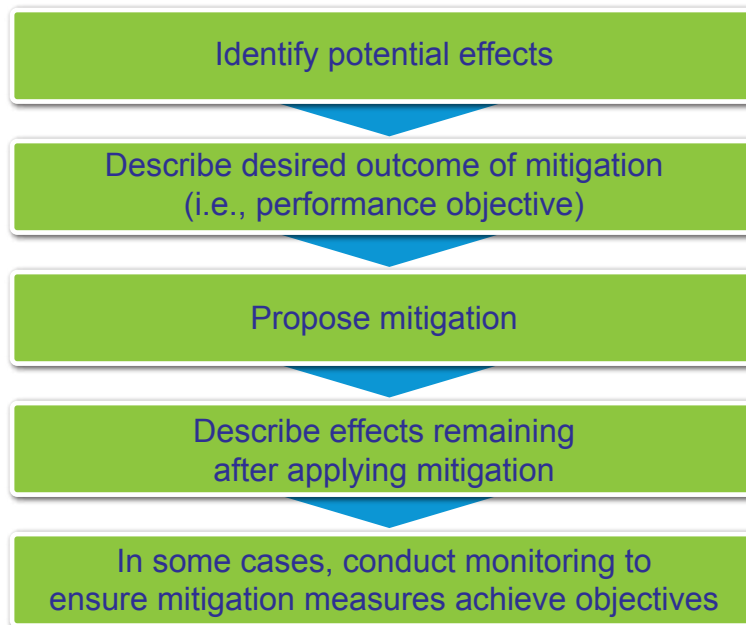 Identify potential effects
Describe desired outcome of mitigation
(i.e., performance objective)
Propose mitigation
Describe effects remaining
after applying mitigation
In some cases, conduct monitoring to
ensure mitigation measures achieve objectives